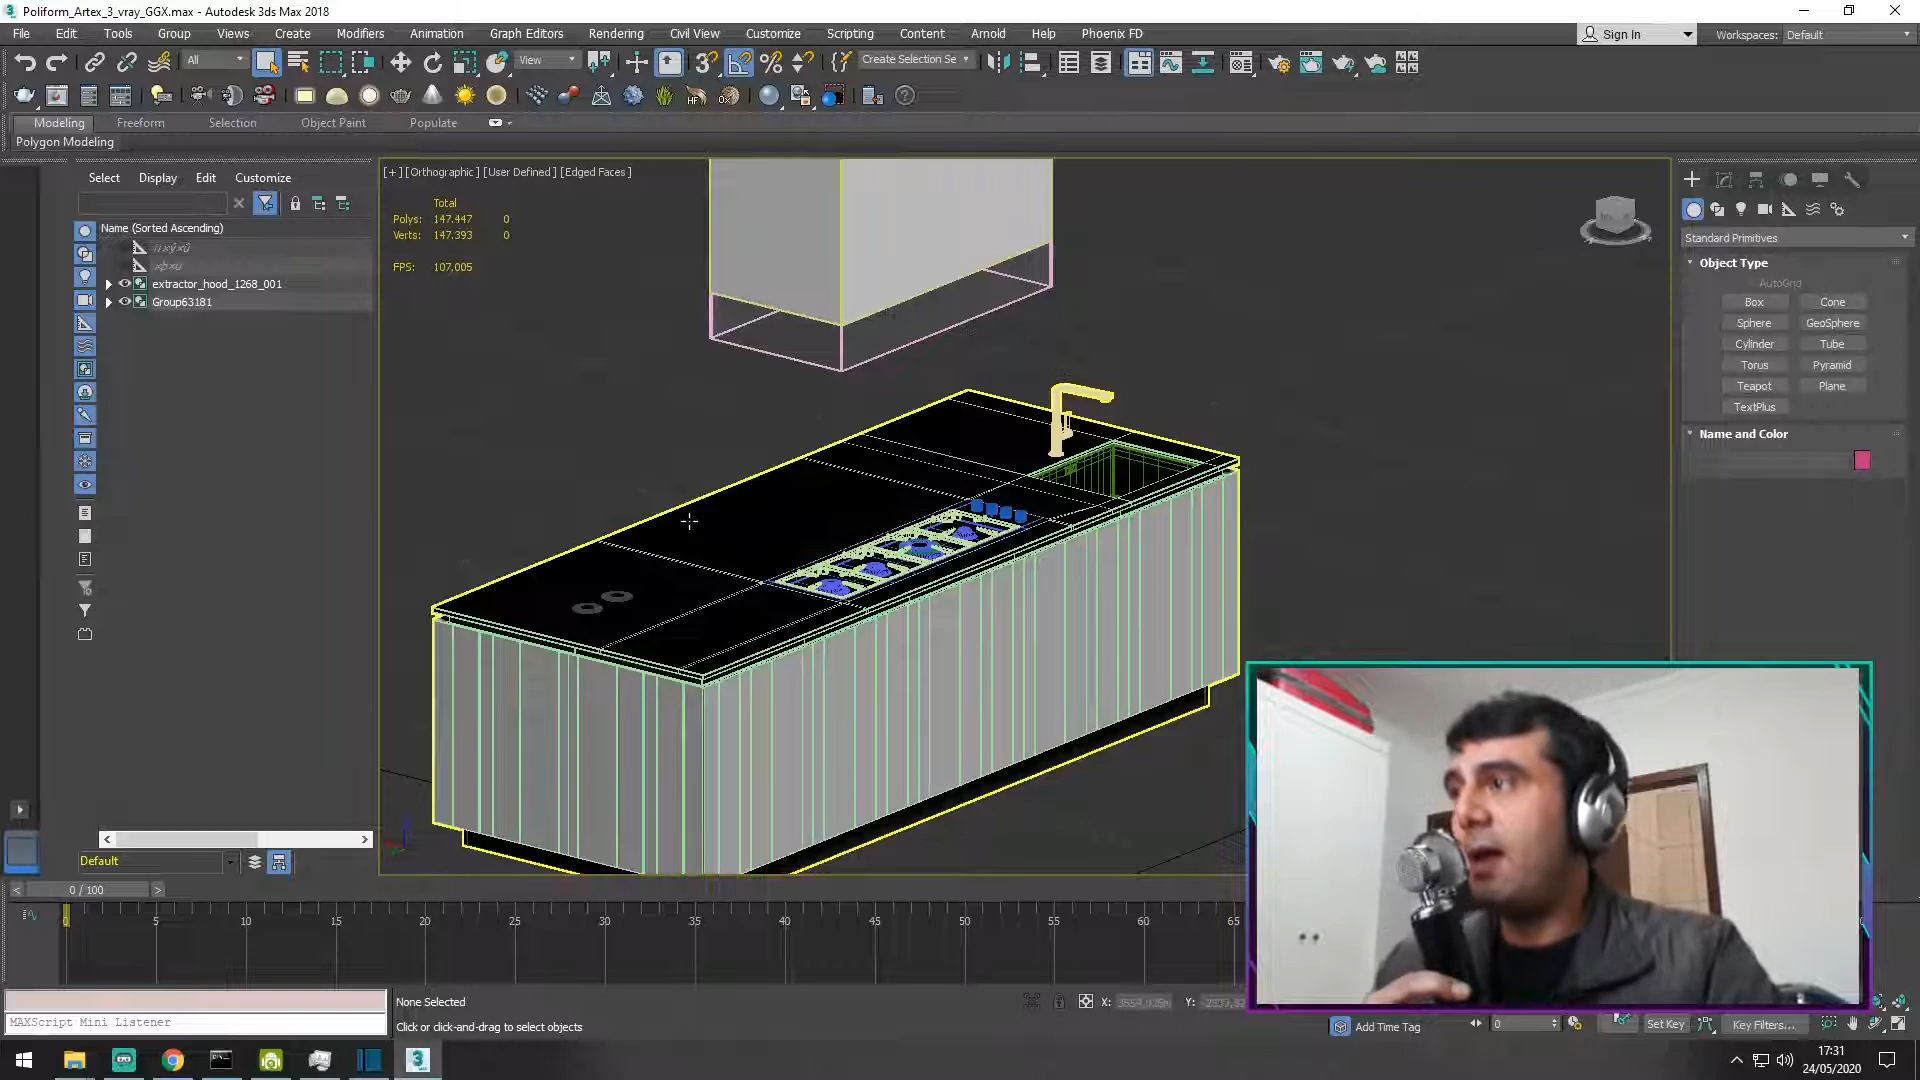 Poliform_Artex_3_vray_GGX.max - Autodesk 3ds Max 2018
File Edit Tools Group Views Create Modifiers Animation Graph Editors Rendering Civil View Customize Scripting Content Arnold Help Phoenix FD
Sign In
Workspaces: Default
All
View
Create Selection Se
Modeling Freeform Selection Object Paint Populate
Polygon Modeling
Select Display Edit Customize
Name (Sorted Ascending)
extractor_hood_1268_001
Group63181
[+] [Orthographic] [User Defined] [Edged Faces]
Total
Polys: 147.447 0
Verts: 147.393 0
FPS: 107,005
Standard Primitives
Object Type
AutoGrid
Box Cone
Sphere GeoSphere
Cylinder Tube
Torus Pyramid
Teapot Plane
TextPlus
Name and Color
Default
0 / 100
0 5 10 15 20 25 30 35 40 45 50 55 60 65
None Selected
Click or click-and-drag to select objects
MAXScript Mini Listener
X:
Y:
Add Time Tag
0
Set Key
Key Filters...
17:31
24/05/2020